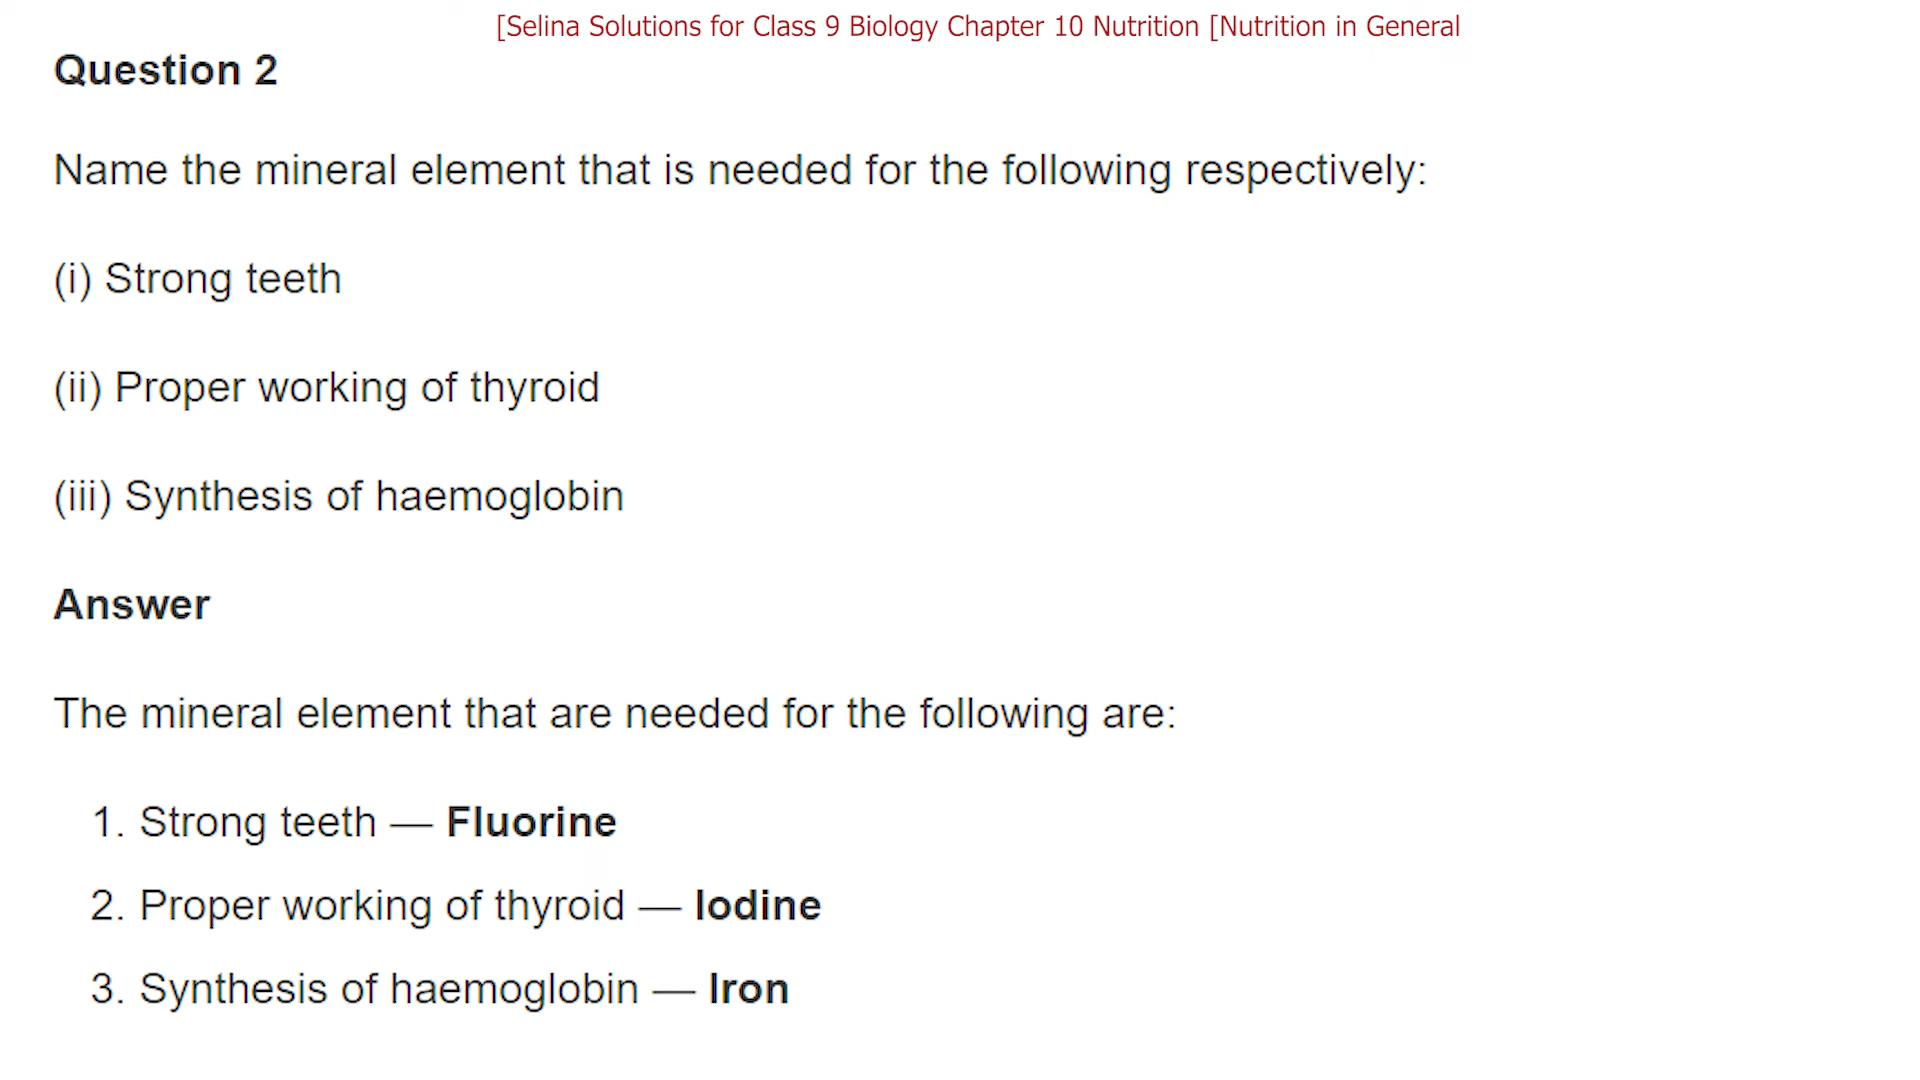 [Selina Solutions for Class 9 Biology Chapter 10 Nutrition [Nutrition in General
Question 2
Name the mineral element that is needed for the following respectively:
(i) Strong teeth
(ii) Proper working of thyroid
(iii) Synthesis of haemoglobin
Answer
The mineral element that are needed for the following are:
1. Strong teeth — Fluorine
2. Proper working of thyroid — Iodine
3. Synthesis of haemoglobin — Iron